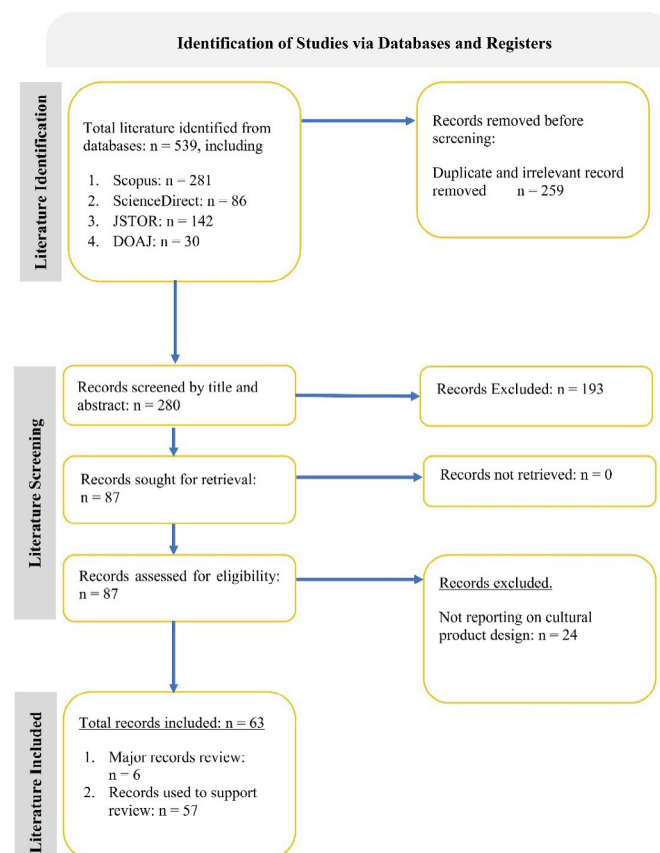 Identification of Studies via Databases and Registers
Literature Identification
Total literature identified from
databases: n = 539, including
1. Scopus: n = 281
2. ScienceDirect: n = 86
3. JSTOR: n = 142
4. DOAJ: n = 30
Records removed before
screening:
Duplicate and irrelevant record
removed n = 259
Literature Screening
Records screened by title and
abstract: n = 280
Records Excluded: n = 193
Records sought for retrieval:
n = 87
Records not retrieved: n = 0
Records assessed for eligibility:
n = 87
Records excluded.
Not reporting on cultural
product design: n = 24
Literature Included
Total records included: n = 63
1. Major records review:
n = 6
2. Records used to support
review: n = 57